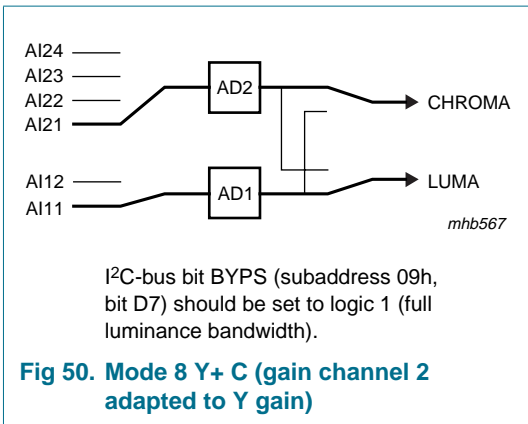 AI24
AI23
AI22
AI21
AD2
CHROMA
AI12
AI11
AD1
LUMA
mhb567
I2C-bus bit BYPS (subaddress 09h,
bit D7) should be set to logic 1 (full
luminance bandwidth).
Fig 50. Mode 8 Y+ C (gain channel 2
adapted to Y gain)